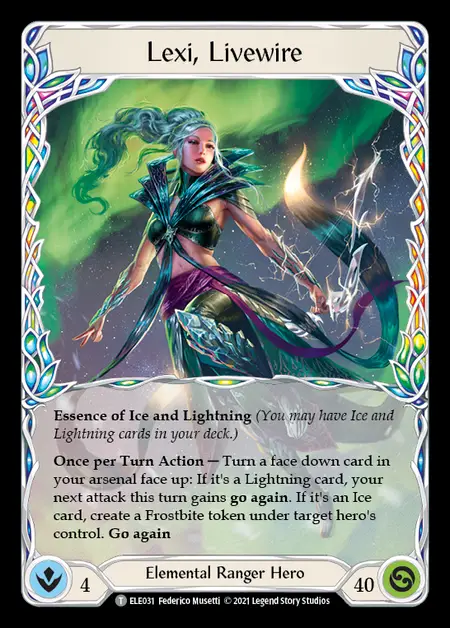 Lexi, Livewire
Essence of Ice and Lightning (You may have Ice and
Lightning cards in your deck.)
Once per Turn Action — Turn a face down card in
your arsenal face up: If it's a Lightning card, your
next attack this turn gains go again. If it's an Ice
card, create a Frostbite token under target hero's
control. Go again
4
Elemental Ranger Hero
40
T ELE031 Federico Musetti © 2021 Legend Story Studios